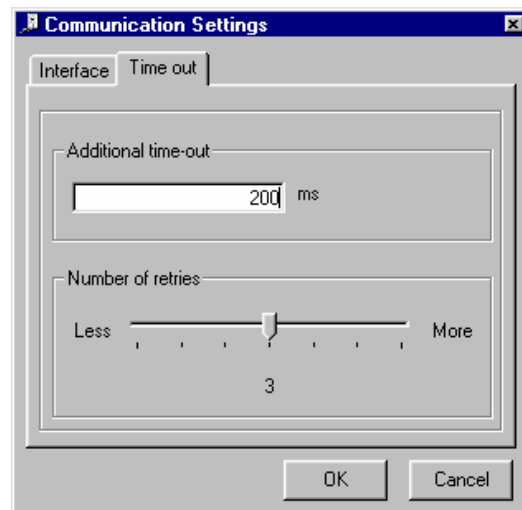 Communication Settings
Interface Time out
Additional time-out
200 ms
Number of retries
Less More
3
OK Cancel